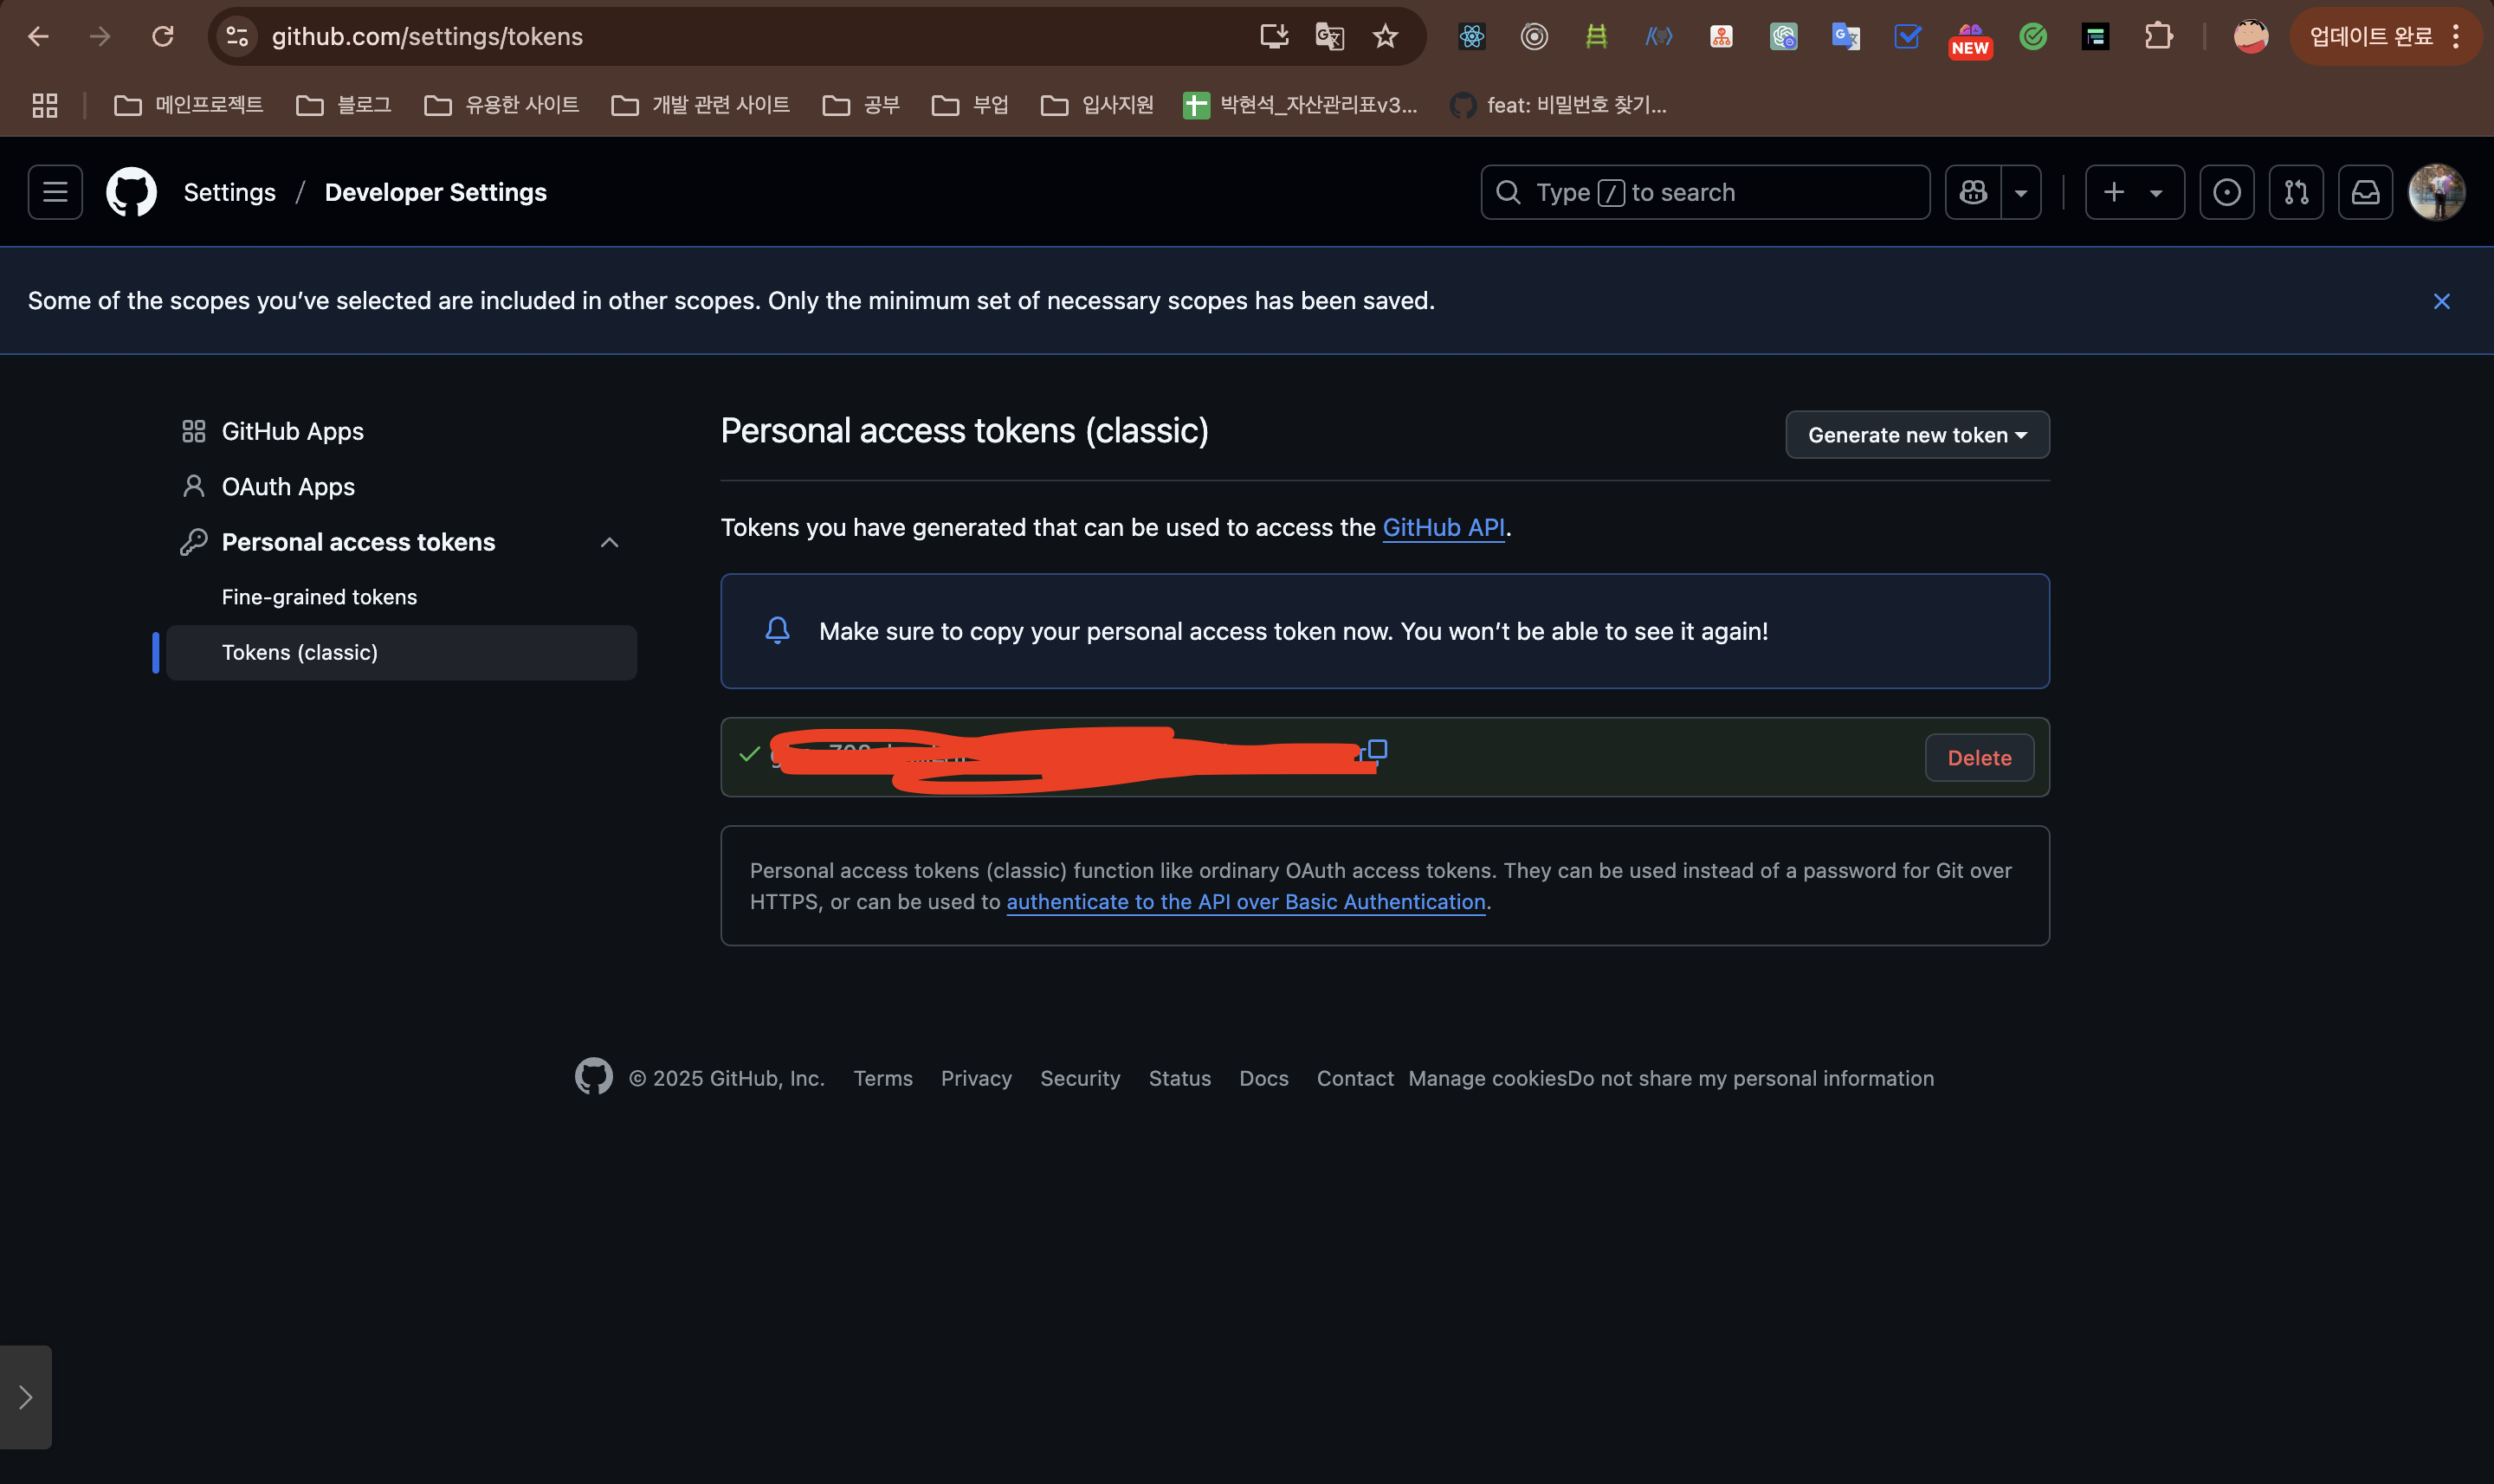 github.com/settings/tokens
NEW
업데이트 완료
메인프로젝트
블로그
유용한 사이트
개발 관련 사이트
공부
부업
입사지원
박현석_자산관리표v3...
feat: 비밀번호 찾기...
Settings / Developer Settings
Type / to search
Some of the scopes you’ve selected are included in other scopes. Only the minimum set of necessary scopes has been saved.
GitHub Apps
OAuth Apps
Personal access tokens
Fine-grained tokens
Tokens (classic)
Personal access tokens (classic)
Generate new token
Tokens you have generated that can be used to access the GitHub API.
Make sure to copy your personal access token now. You won’t be able to see it again!
Delete
Personal access tokens (classic) function like ordinary OAuth access tokens. They can be used instead of a password for Git over
HTTPS, or can be used to authenticate to the API over Basic Authentication.
© 2025 GitHub, Inc.
Terms
Privacy
Security
Status
Docs
Contact
Manage cookies
Do not share my personal information